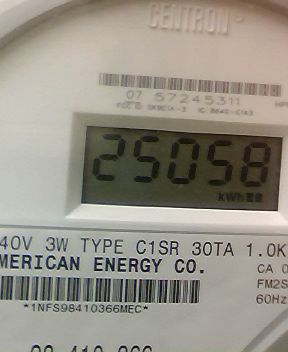 CENTRON®
07 57245311
25058
kWh
40V 3W TYPE C1SR 30TA 1.0K
MERICAN ENERGY CO.
CA 0
FM2S
60Hz
*1NFS98410366MEC*